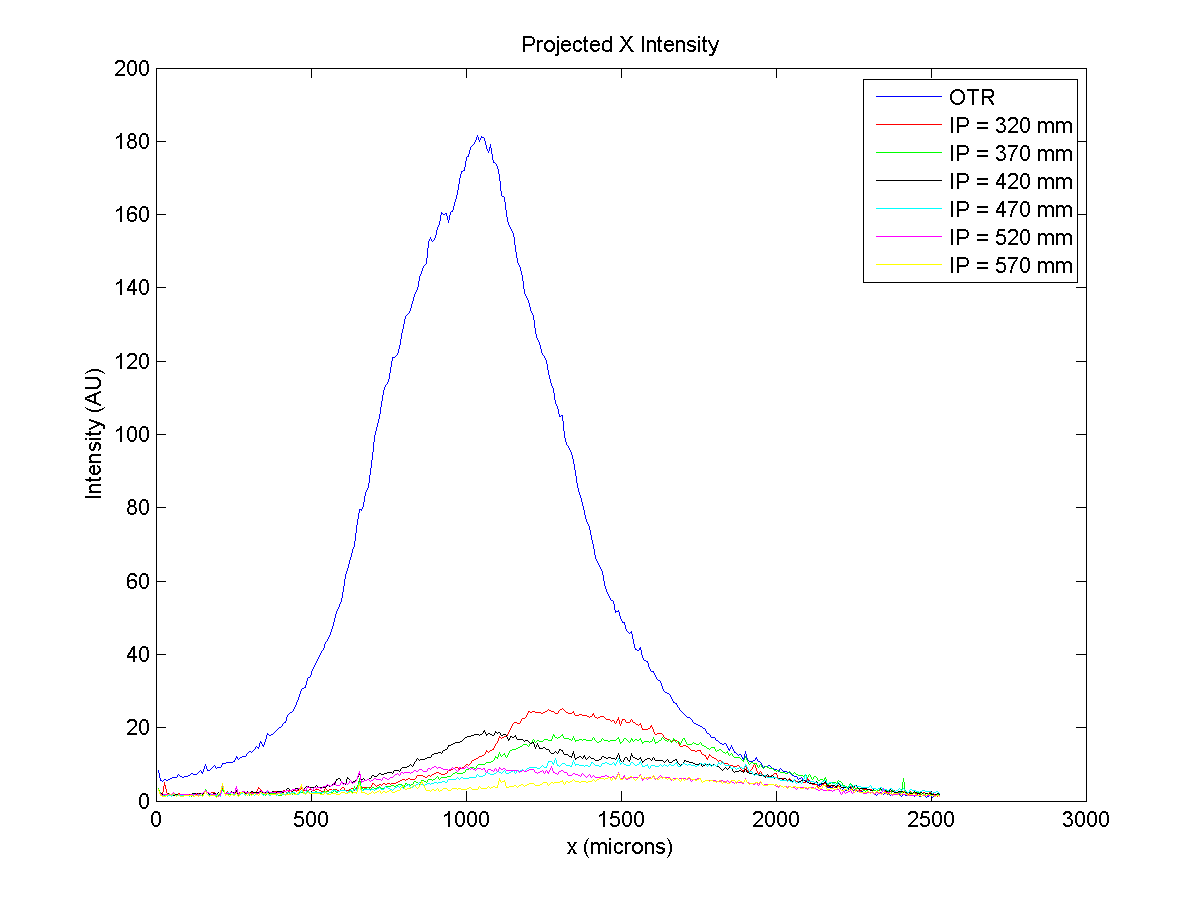 Projected X Intensity
200
180
160
140
120
100
80
60
40
20
0
Intensity (AU)
OTR
IP = 320 mm
IP = 370 mm
IP = 420 mm
IP = 470 mm
IP = 520 mm
IP = 570 mm
0 500 1000 1500 2000 2500 3000
x (microns)